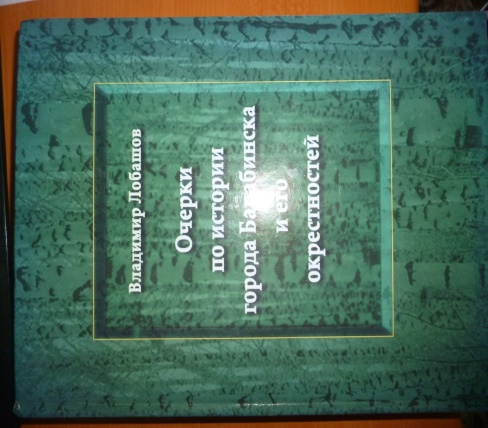 Владимир Лобашов
Очерки
по истории
города Барабинска
и его
окрестностей